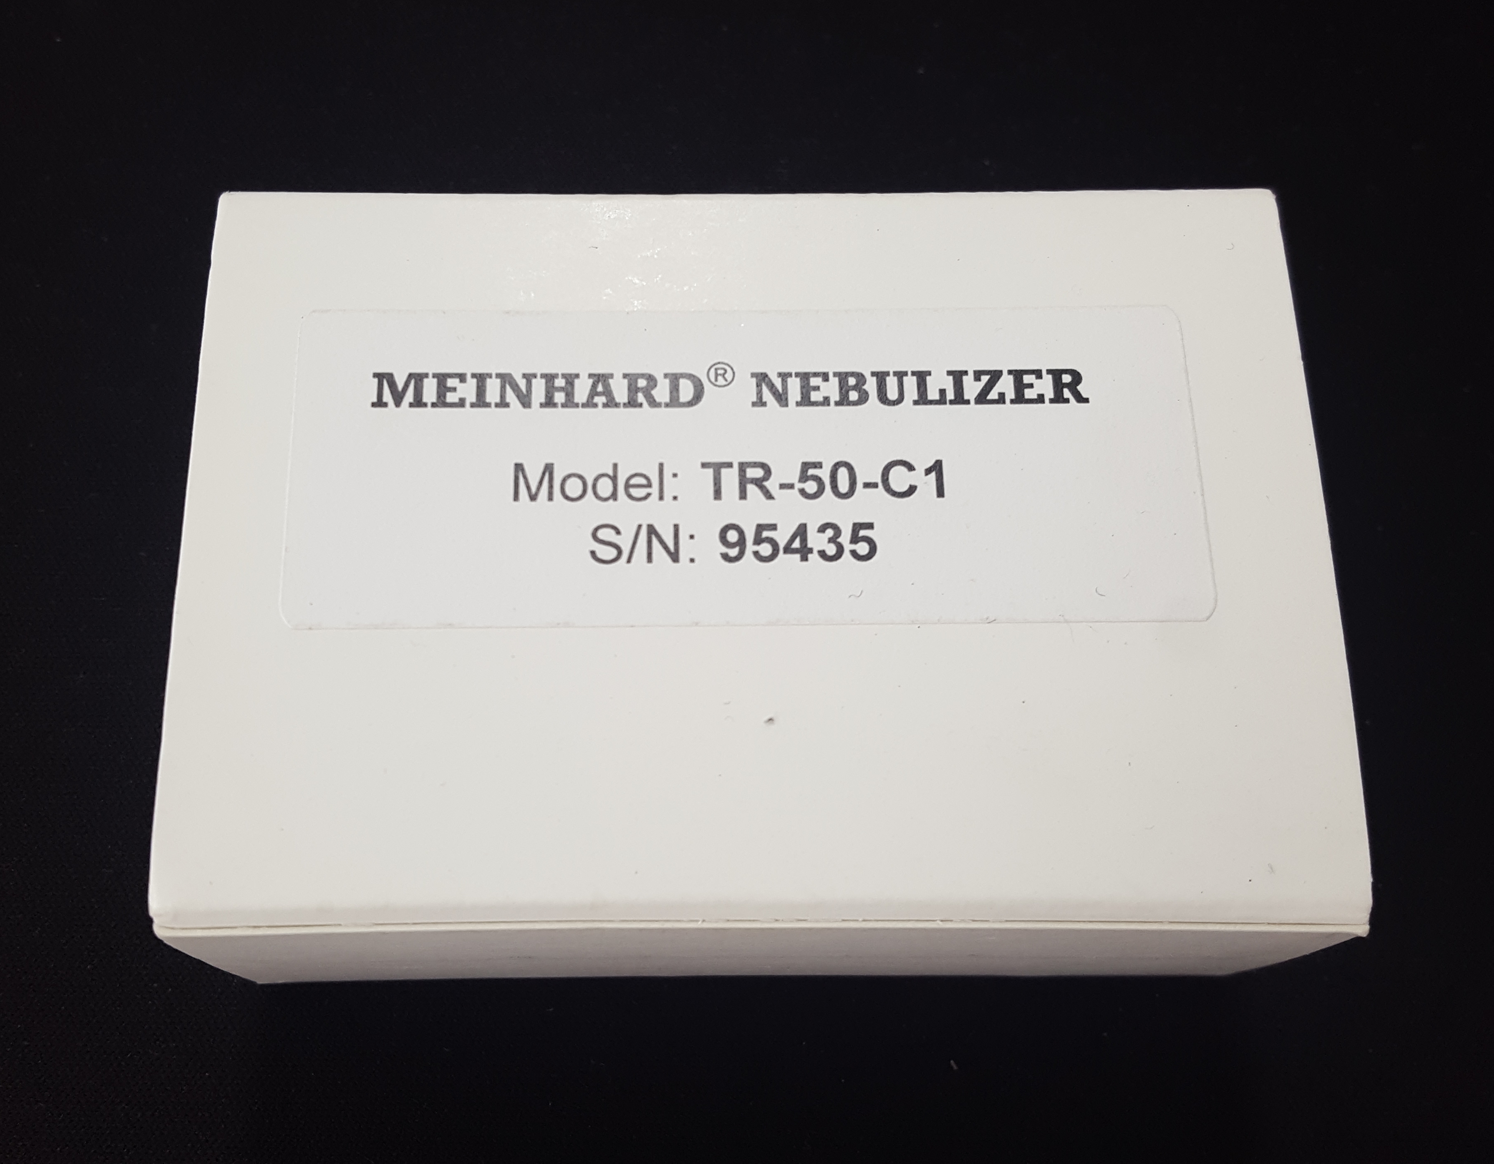 MEINHARD® NEBULIZER
Model: TR-50-C1
S/N: 95435